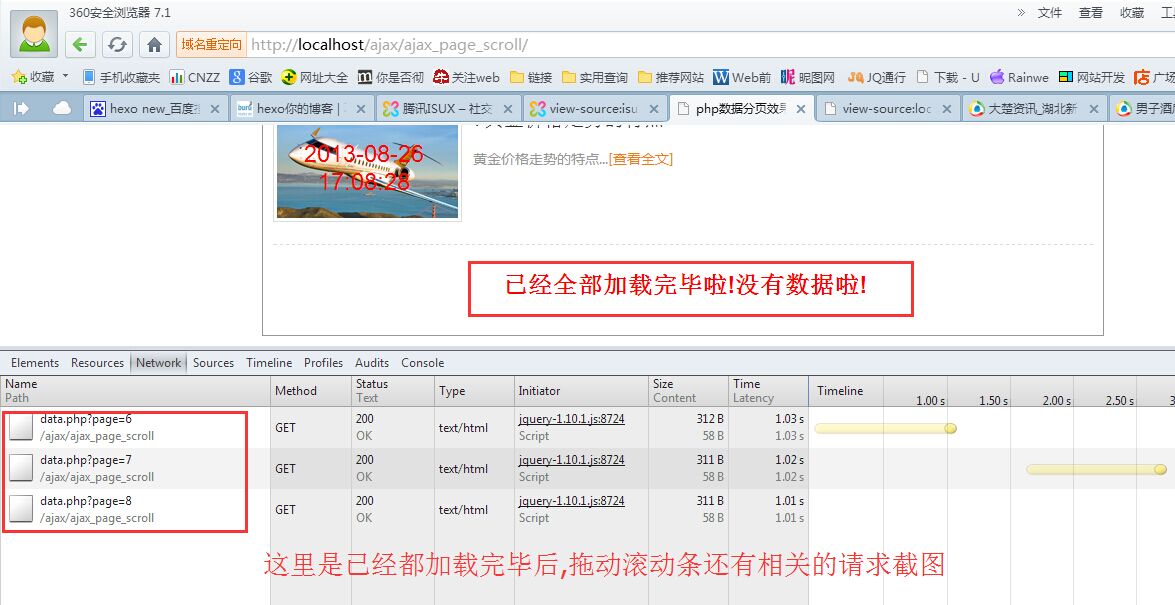 360安全浏览器 7.1
» 文件 查看 收藏
域名重定向 http://localhost/ajax/ajax_page_scroll/
收藏 手机收藏夹 CNZZ 谷歌 网址大全 你是否彻 关注web 链接 实用查询 推荐网站 Web前 昵图网 JQ通行 下载 - U Rainwe 网站开发 广东
hexo new_百度 hexo你的博客 | 腾讯ISUX – 社交 view-source:isu php数据分页效果 view-source:loc 大楚资讯_湖北新 男子酒
2013-08-26
17:08:28
黄金价格走势的特点...[查看全文]
已经全部加载完毕啦!没有数据啦!
Elements Resources Network Sources Timeline Profiles Audits Console
Name Method Status Type Initiator Size Time Timeline
Path Text Content Latency 1.00 s 1.50 s 2.00 s 2.50 s
data.php?page=6 GET 200 text/html jquery-1.10.1.js:8724 312 B 1.03 s
/ajax/ajax_page_scroll OK Script 58 B 1.03 s
data.php?page=7 GET 200 text/html jquery-1.10.1.js:8724 311 B 1.02 s
/ajax/ajax_page_scroll OK Script 58 B 1.02 s
data.php?page=8 GET 200 text/html jquery-1.10.1.js:8724 311 B 1.01 s
/ajax/ajax_page_scroll OK Script 58 B 1.01 s
这里是已经都加载完毕后,拖动滚动条还有相关的请求截图